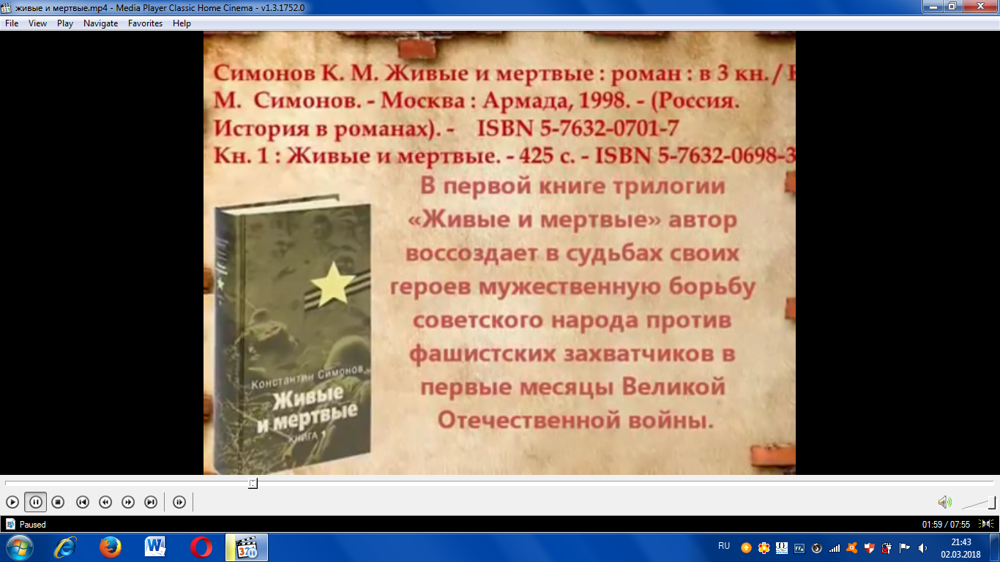 живые и мертвые.mp4 - Media Player Classic Home Cinema - v1.3.1752.0
File View Play Navigate Favorites Help
Симонов К. М. Живые и мертвые : роман : в 3 кн. /
М. Симонов. - Москва : Армада, 1998. - (Россия.
История в романах). - ISBN 5-7632-0701-7
Кн. 1 : Живые и мертвые. - 425 с. - ISBN 5-7632-0698-3
В первой книге трилогии
«Живые и мертвые» автор
воссоздает в судьбах своих
героев мужественную борьбу
советского народа против
фашистских захватчиков в
первые месяцы Великой
Отечественной войны.
Константин Симонов
Живые
и мертвые
КНИГА 1
Paused 01:59 / 07:55
RU 21:43
02.03.2018